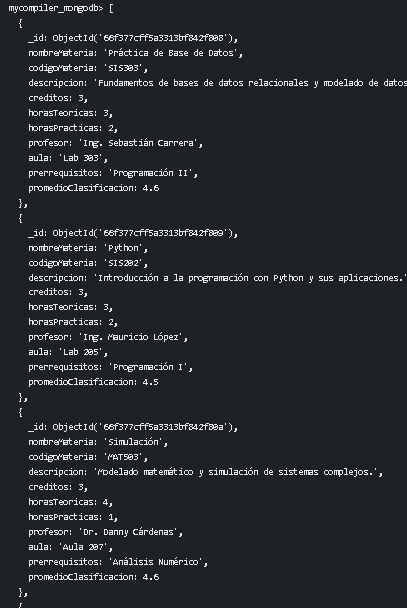 mycompiler_mongodb> [
{
_id: ObjectId('66f377cff5a3313bf842f808'),
nombreMateria: 'Práctica de Base de Datos',
codigoMateria: 'SIS303',
descripcion: 'Fundamentos de bases de datos relacionales y modelado de datos
creditos: 3,
horasTeoricas: 3,
horasPracticas: 2,
profesor: 'Ing. Sebastián Carrera',
aula: 'Lab 303',
prerrequisitos: 'Programación II',
promedioClasificacion: 4.6
},
{
_id: ObjectId('66f377cff5a3313bf842f809'),
nombreMateria: 'Python',
codigoMateria: 'SIS202',
descripcion: 'Introducción a la programación con Python y sus aplicaciones.'
creditos: 3,
horasTeoricas: 3,
horasPracticas: 2,
profesor: 'Ing. Mauricio López',
aula: 'Lab 205',
prerrequisitos: 'Programación I',
promedioClasificacion: 4.5
},
{
_id: ObjectId('66f377cff5a3313bf842f80a'),
nombreMateria: 'Simulación',
codigoMateria: 'MAT503',
descripcion: 'Modelado matemático y simulación de sistemas complejos.',
creditos: 3,
horasTeoricas: 4,
horasPracticas: 1,
profesor: 'Dr. Danny Cárdenas',
aula: 'Aula 207',
prerrequisitos: 'Análisis Numérico',
promedioClasificacion: 4.6
},
{